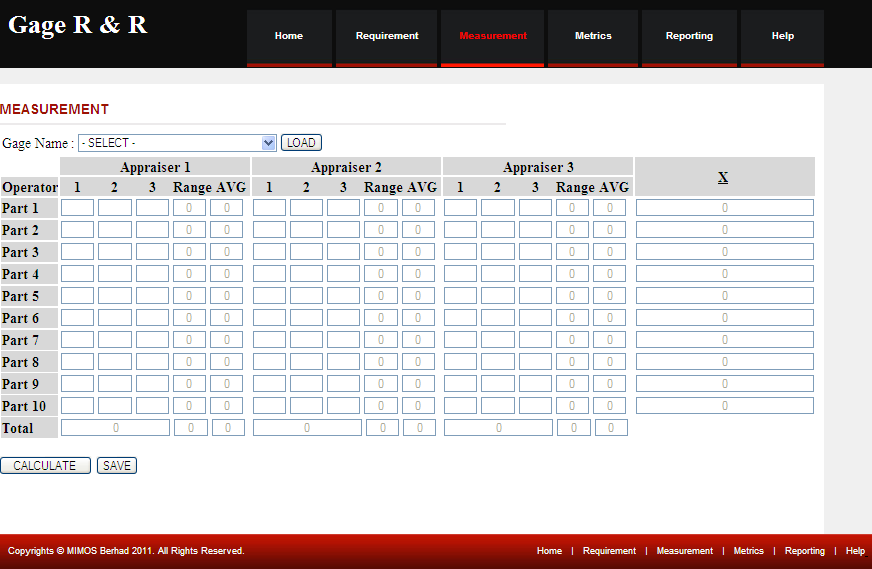 Gage R & R
Home Requirement Measurement Metrics Reporting Help
MEASUREMENT
Gage Name : - SELECT - LOAD
Appraiser 1 Appraiser 2 Appraiser 3 X
Operator 1 2 3 Range AVG 1 2 3 Range AVG 1 2 3 Range AVG
Part 1 0 0 0 0 0 0 0
Part 2 0 0 0 0 0 0 0
Part 3 0 0 0 0 0 0 0
Part 4 0 0 0 0 0 0 0
Part 5 0 0 0 0 0 0 0
Part 6 0 0 0 0 0 0 0
Part 7 0 0 0 0 0 0 0
Part 8 0 0 0 0 0 0 0
Part 9 0 0 0 0 0 0 0
Part 10 0 0 0 0 0 0 0
Total 0 0 0 0 0 0 0 0 0
CALCULATE SAVE
Copyrights © MIMOS Berhad 2011. All Rights Reserved. Home | Requirement | Measurement | Metrics | Reporting | Help